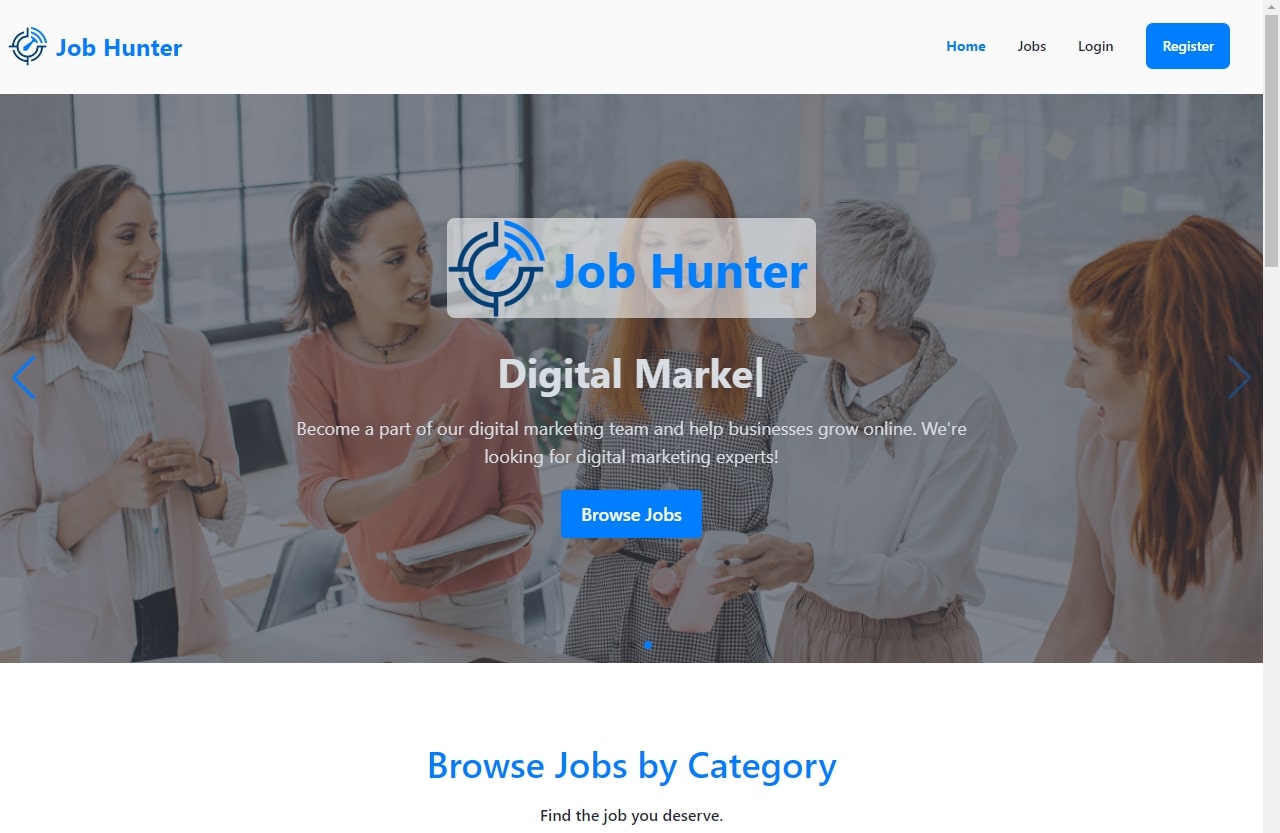 Job Hunter
Home
Jobs
Login
Register
Job Hunter
Digital Marke|
Become a part of our digital marketing team and help businesses grow online. We're
looking for digital marketing experts!
Browse Jobs
Browse Jobs by Category
Find the job you deserve.